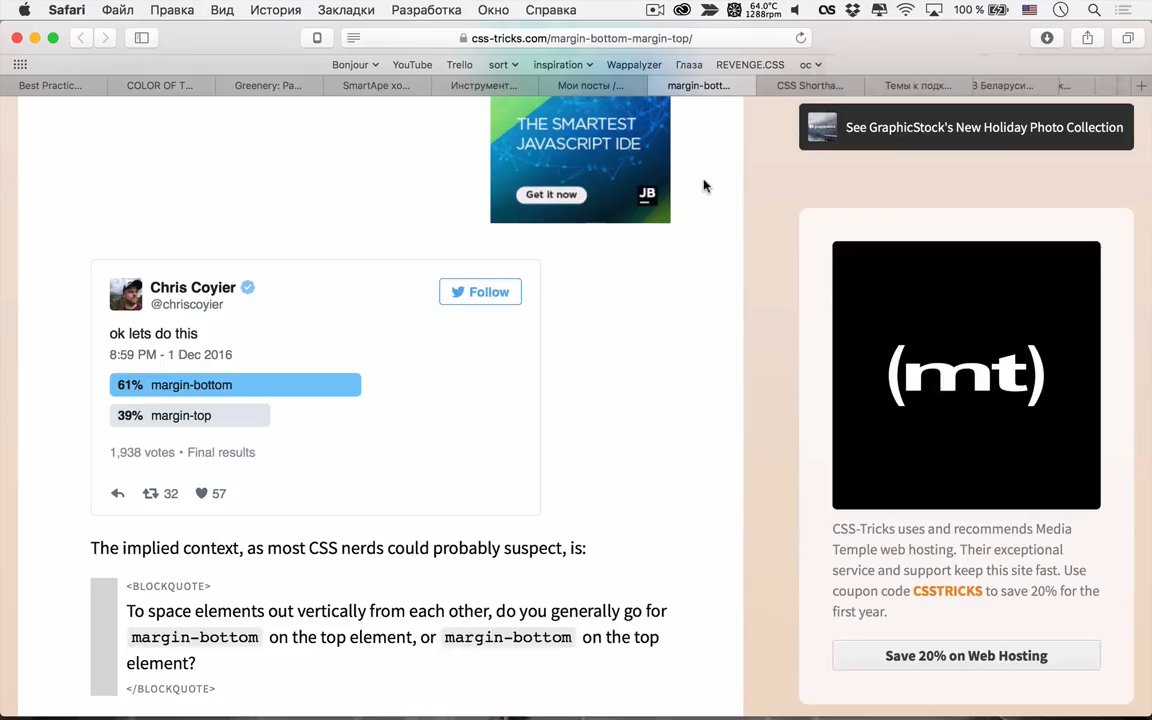 Safari Файл Правка Вид История Закладки Разработка Окно Справка 64.0°C 1288rpm 100 %
css-tricks.com/margin-bottom-margin-top/
Bonjour YouTube Trello sort inspiration Wappalyzer Глаза REVENGE.CSS oc
Best Practic... COLOR OF T... Greenery: Pa... SmartApe хо... Инструмент... Мои посты /... margin-bott... CSS Shortha... Темы к подк... В Беларуси... к...
THE SMARTEST
JAVASCRIPT IDE
Get it now JB
See GraphicStock's New Holiday Photo Collection
Chris Coyier
@chriscoyier
Follow
ok lets do this
8:59 PM - 1 Dec 2016
61% margin-bottom
39% margin-top
1,938 votes • Final results
32 57
The implied context, as most CSS nerds could probably suspect, is:
<BLOCKQUOTE>
To space elements out vertically from each other, do you generally go for
margin-bottom on the top element, or margin-bottom on the top
element?
</BLOCKQUOTE>
(mt)
CSS-Tricks uses and recommends Media
Temple web hosting. Their exceptional
service and support keep this site fast. Use
coupon code CSSTRICKS to save 20% for the
first year.
Save 20% on Web Hosting